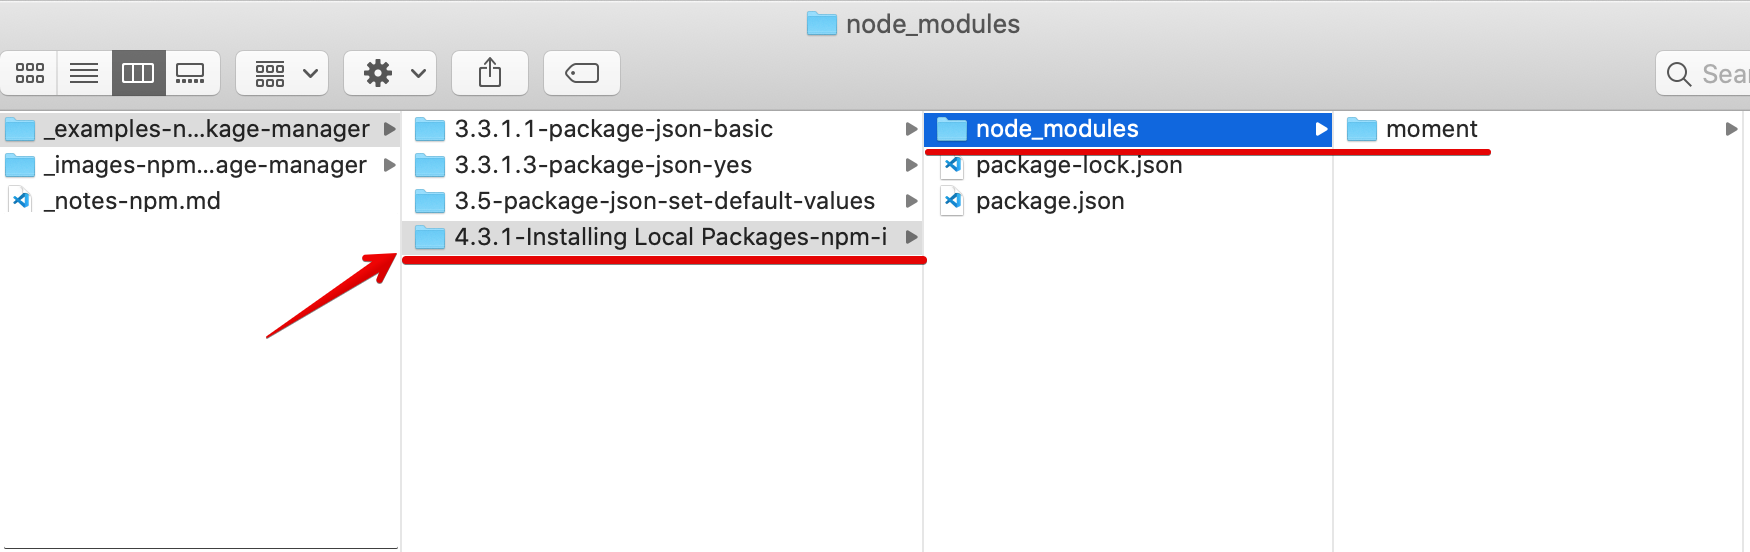 node_modules
Sear
_examples-n...kage-manager
_images-npm...age-manager
_notes-npm.md
3.3.1.1-package-json-basic
3.3.1.3-package-json-yes
3.5-package-json-set-default-values
4.3.1-Installing Local Packages-npm-i
node_modules
package-lock.json
package.json
moment